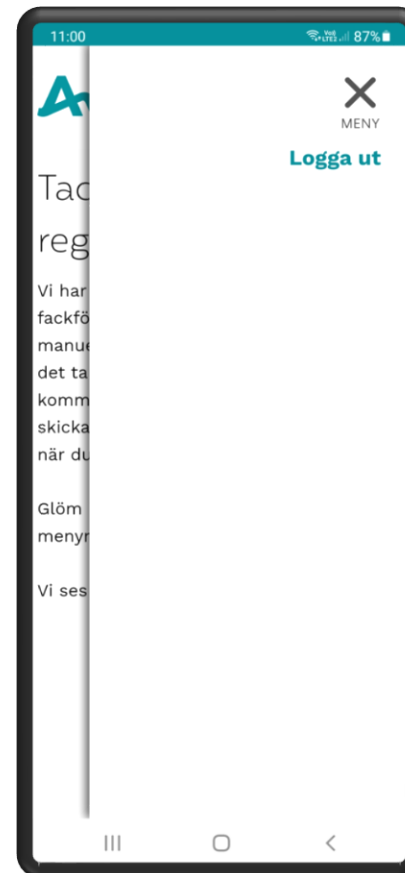 11:00
87%
MENY
Logga ut
Tac
reg
Vi har
fackfö
manue
det ta
komm
skicka
när du
Glöm
menyr
Vi ses